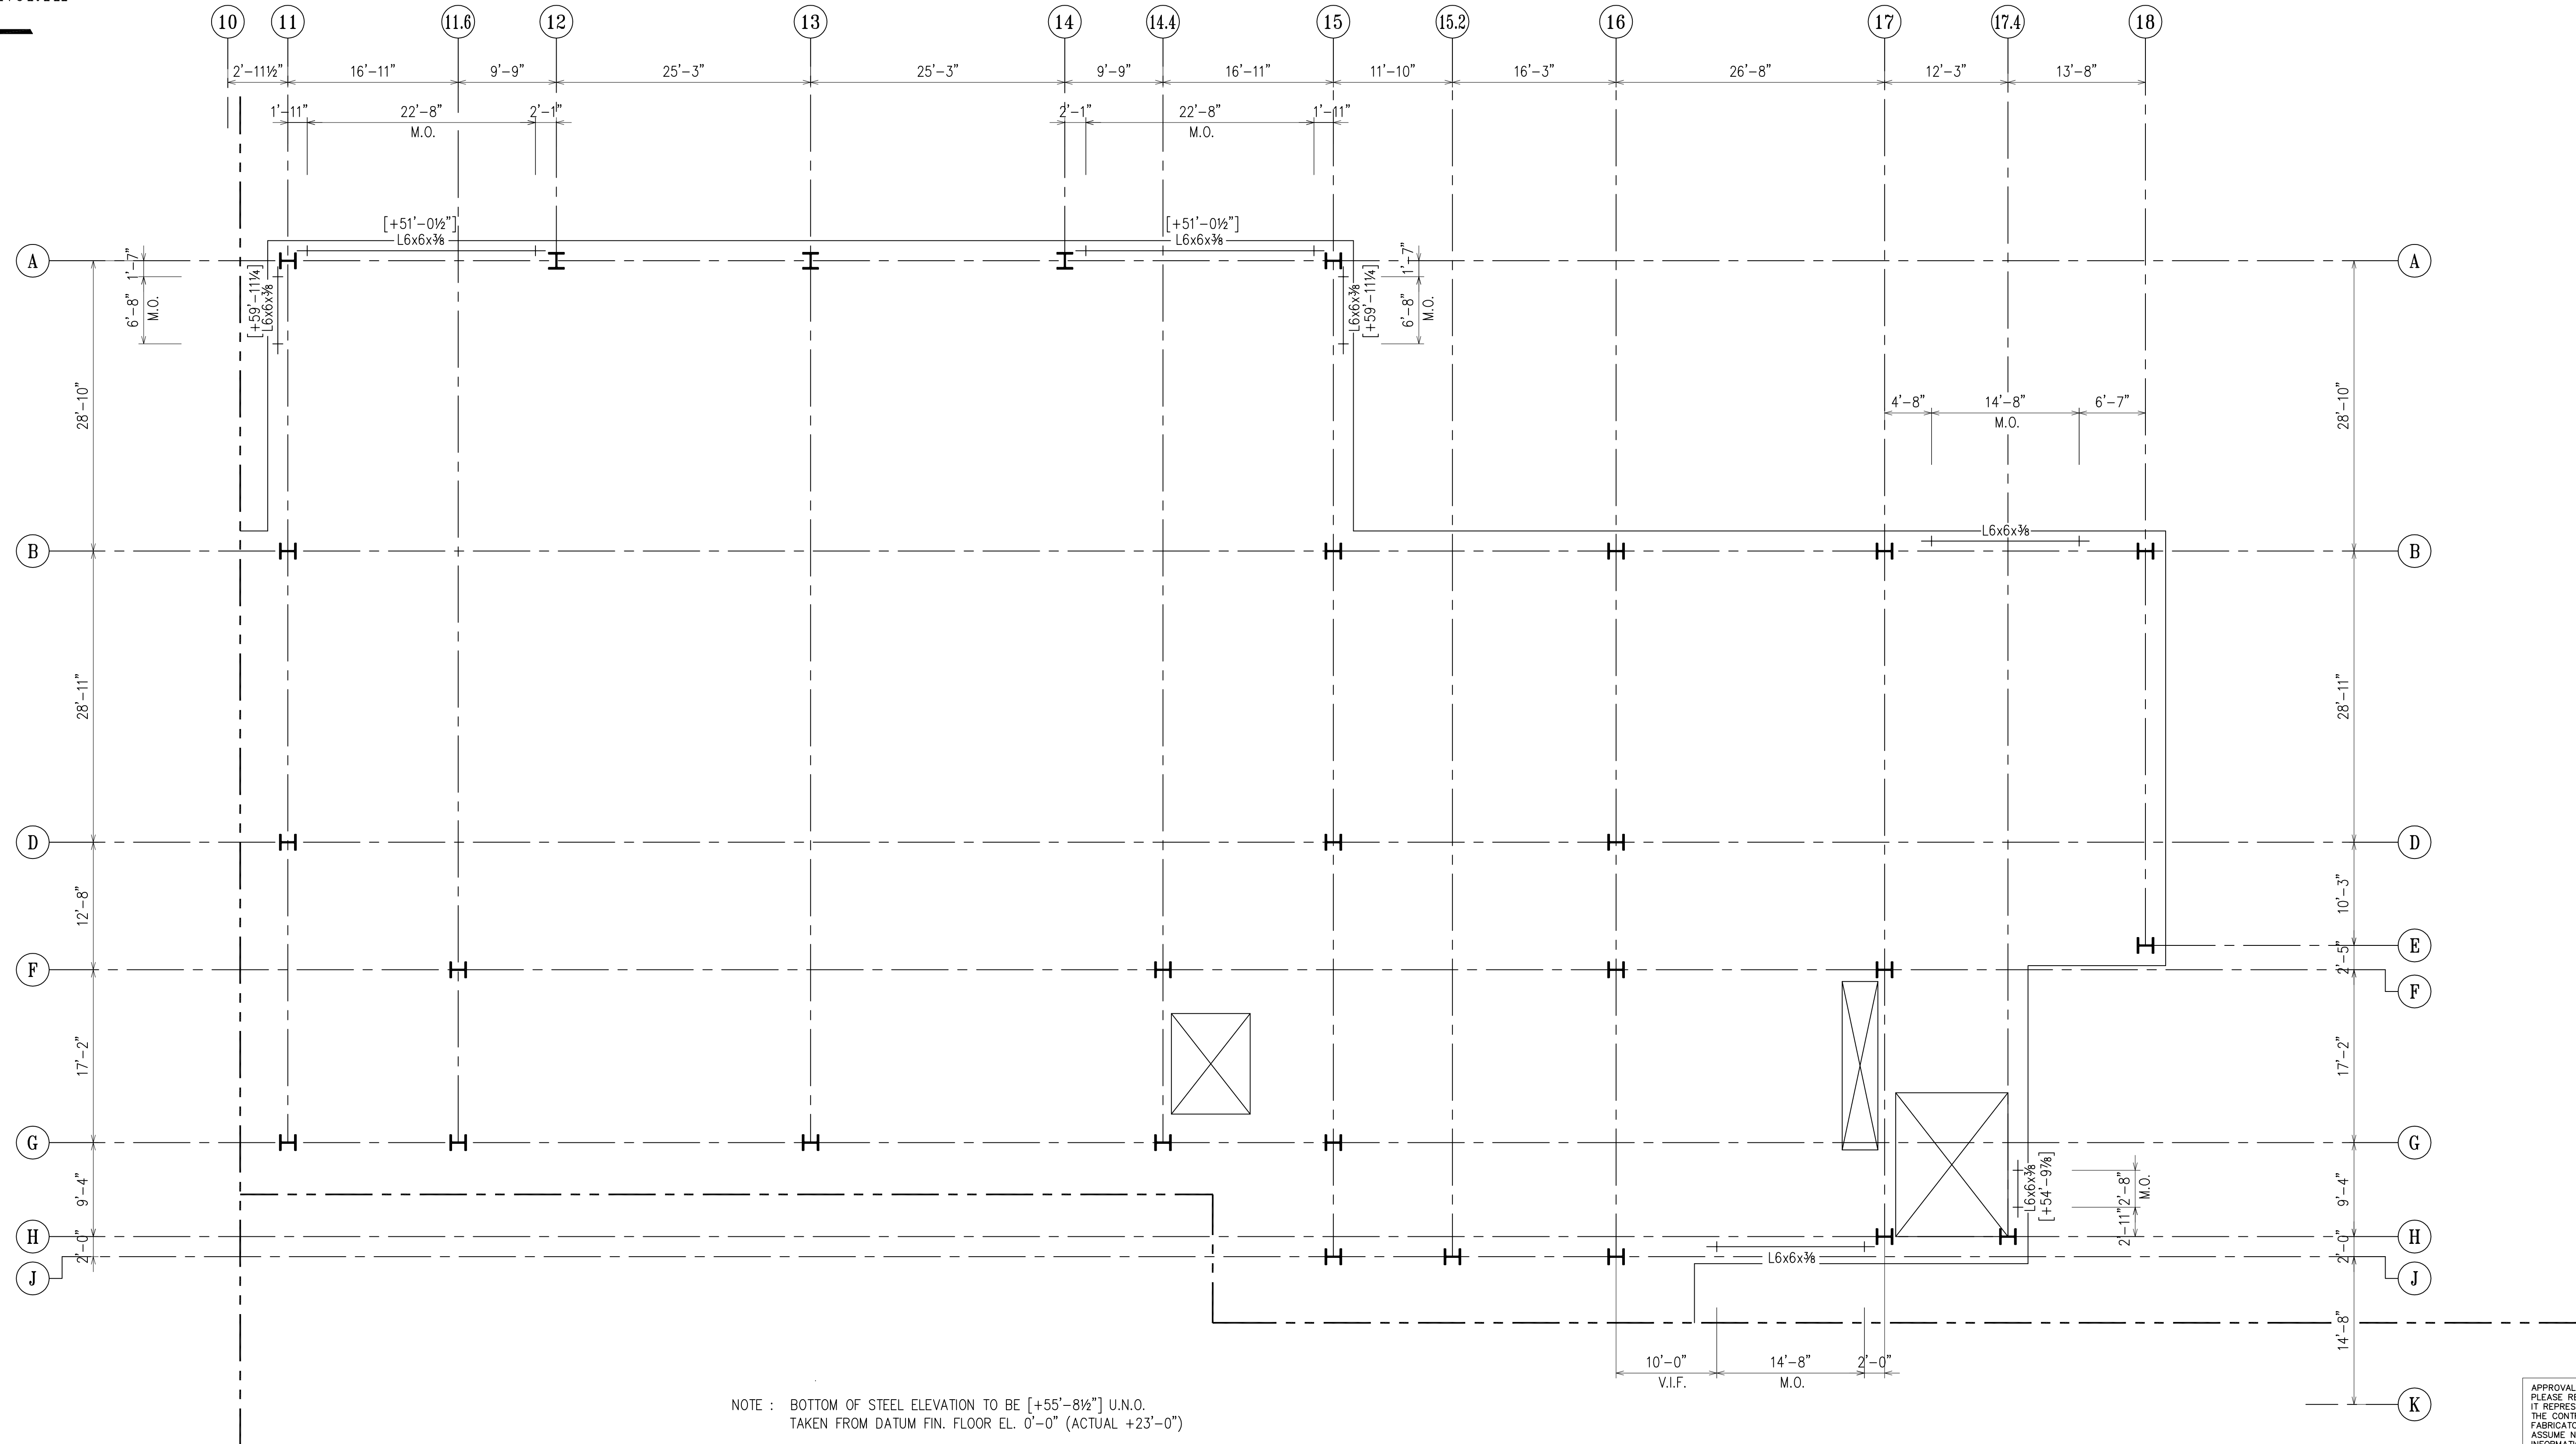 10 11 11.6 12 13 14 14.4 15 15.2 16 17 17.4 18
2'-11½" 16'-11" 9'-9" 25'-3" 25'-3" 9'-9" 16'-11" 11'-10" 16'-3" 26'-8" 12'-3" 13'-8"
1'-11" 22'-8" 2'-1" 2'-1" 22'-8" 1'-11"
M.O. M.O.
[+51'-0½"] [+51'-0½"]
L6x6x⅜ L6x6x⅜
A A
1'-7"
6'-8"
M.O.
[+59'-11¼]
L6x6x⅜
L6x6x⅜
[+59'-11¼]
1'-7"
6'-8"
M.O.
28'-10" 28'-10"
4'-8" 14'-8" 6'-7"
M.O.
L6x6x⅜
B B
28'-11" 28'-11"
D D
12'-8" 10'-3"
E
2'-5"
F F
17'-2" 17'-2"
G G
9'-4" 9'-4"
L6x6x⅜
[+54'-9⅞]
2'-8"
M.O.
2'-11"
H H
2'-0" 2'-0"
L6x6x⅜
J J
14'-8"
10'-0" 14'-8" 2'-0"
V.I.F. M.O.
K
NOTE : BOTTOM OF STEEL ELEVATION TO BE [+55'-8½"] U.N.O.
TAKEN FROM DATUM FIN. FLOOR EL. 0'-0" (ACTUAL +23'-0")
APPROVAL
PLEASE RE
IT REPRES
THE CONT
FABRICATO
ASSUME N